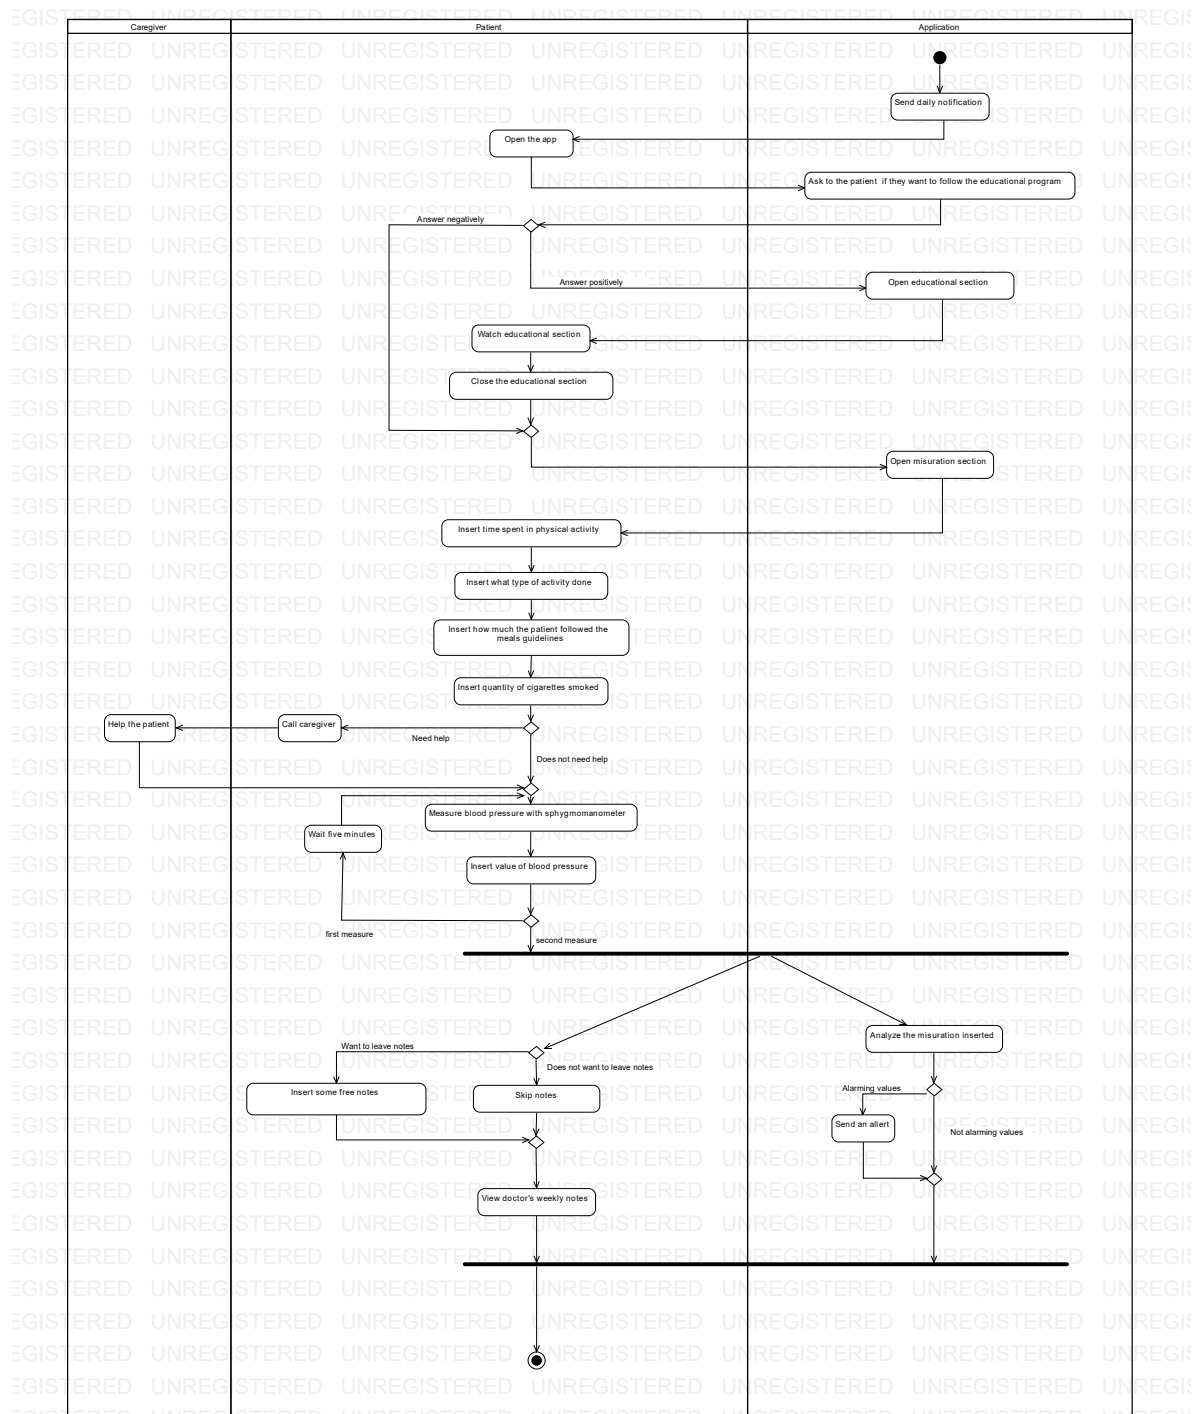 Caregiver
Patient
Application
Send daily notification
Open the app
Ask to the patient if they want to follow the educational program
Answer negatively
Answer positively
Open educational section
Watch educational section
Close the educational section
Open misuration section
Insert time spent in physical activity
Insert what type of activity done
Insert how much the patient followed the
meals guidelines
Insert quantity of cigarettes smoked
Help the patient
Call caregiver
Need help
Does not need help
Measure blood pressure with sphygmomanometer
Wait five minutes
Insert value of blood pressure
first measure
second measure
Analyze the misuration inserted
Want to leave notes
Does not want to leave notes
Insert some free notes
Skip notes
Alarming values
Send an allert
Not alarming values
View doctor's weekly notes
UNREGISTERED